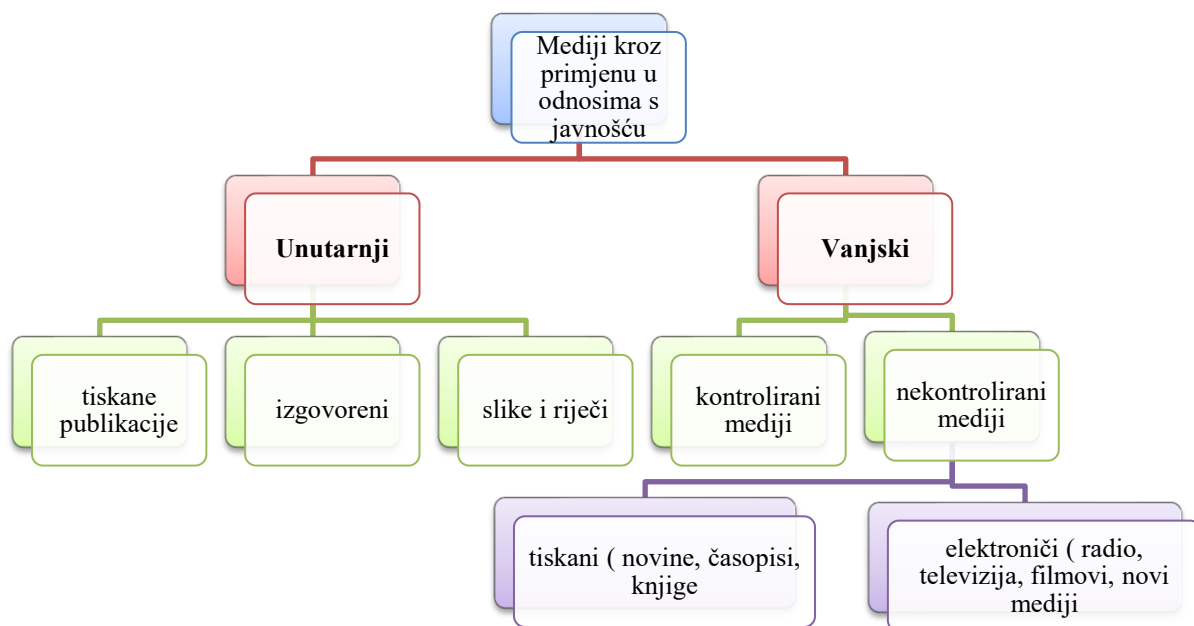 Mediji kroz
primjenu u
odnosima s
javnošću
Unutarnji
Vanjski
tiskane
publikacije
izgovoreni
slike i riječi
kontrolirani
mediji
nekontrolirani
mediji
tiskani ( novine, časopisi,
knjige
elektroniči ( radio,
televizija, filmovi, novi
mediji